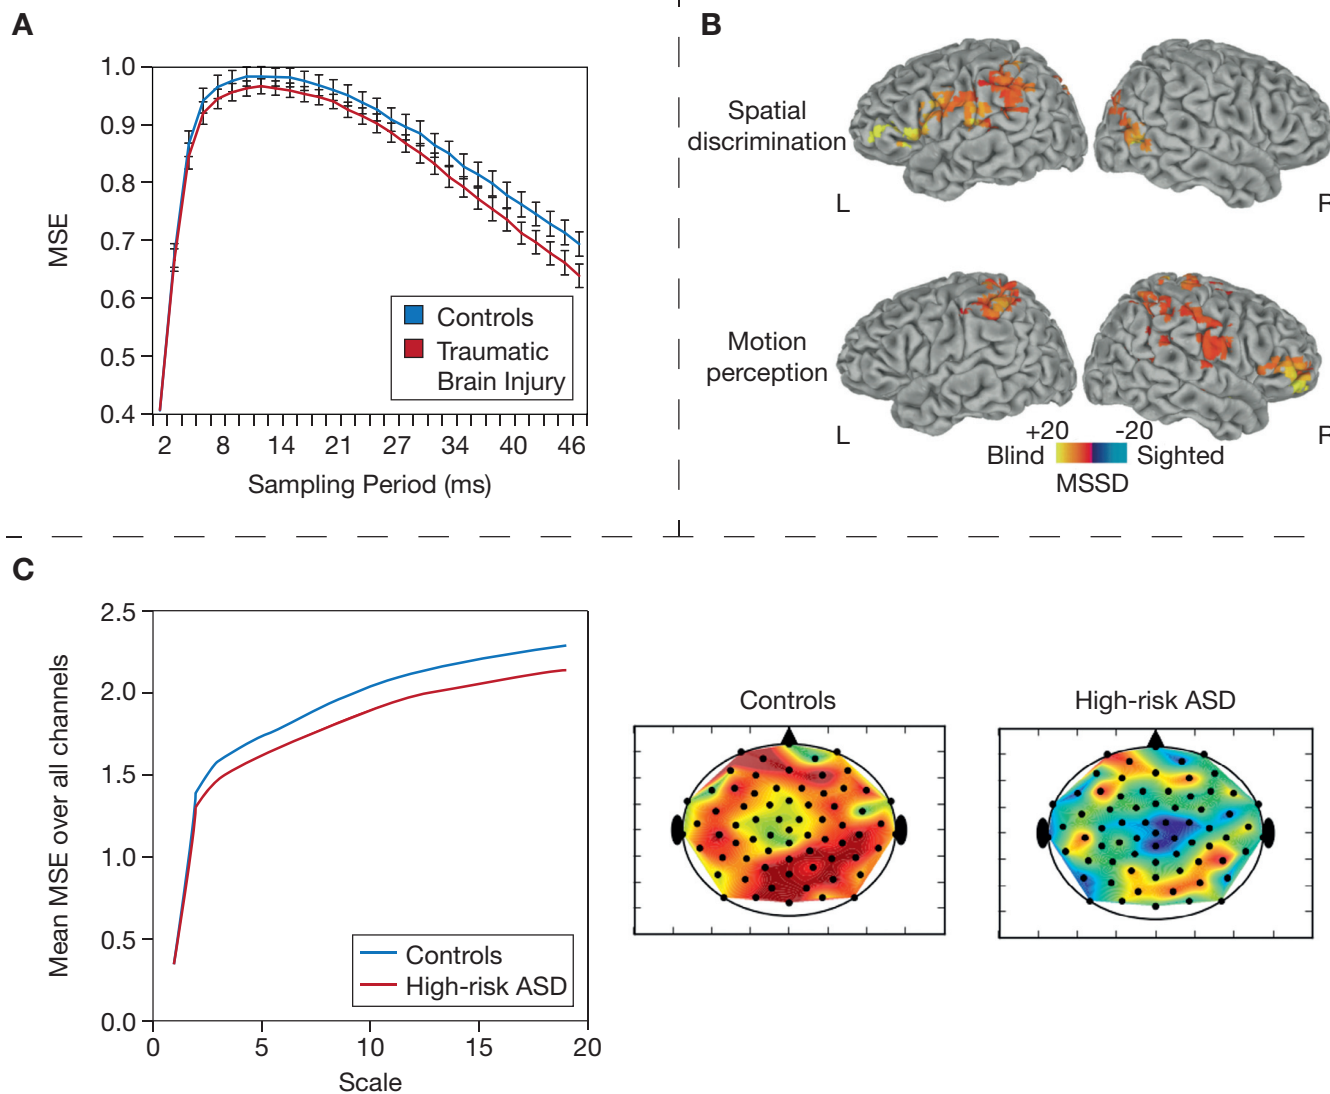 A
1.0
0.9
0.8
0.7
0.6
0.5
0.4
MSE
Controls
Traumatic
Brain Injury
2 8 14 21 27 34 40 46
Sampling Period (ms)
B
Spatial
discrimination
L R
Motion
perception
L R
+20 -20
Blind Sighted
MSSD
C
2.5
2.0
1.5
1.0
0.5
0.0
Mean MSE over all channels
Controls
High-risk ASD
0 5 10 15 20
Scale
Controls High-risk ASD